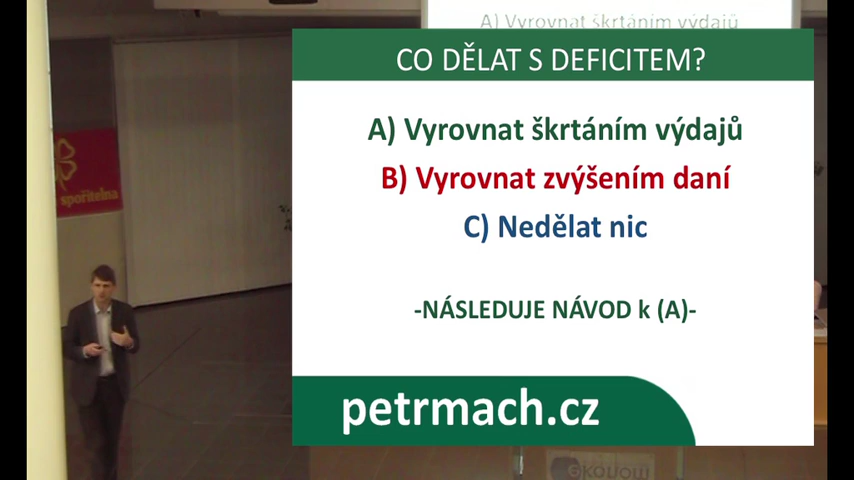 A) Vyrovnat škrtáním výdajů
CO DĚLAT S DEFICITEM?
A) Vyrovnat škrtáním výdajů
B) Vyrovnat zvýšením daní
C) Nedělat nic
-NÁSLEDUJE NÁVOD k (A)-
petrmach.cz
spořitelna